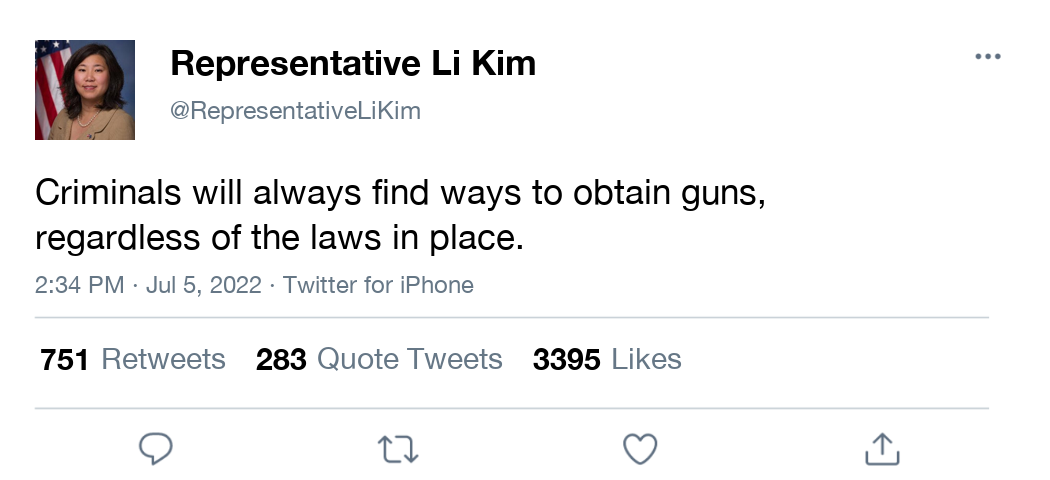 Representative Li Kim
@RepresentativeLiKim
Criminals will always find ways to obtain guns,
regardless of the laws in place.
2:34 PM · Jul 5, 2022 · Twitter for iPhone
751 Retweets 283 Quote Tweets 3395 Likes